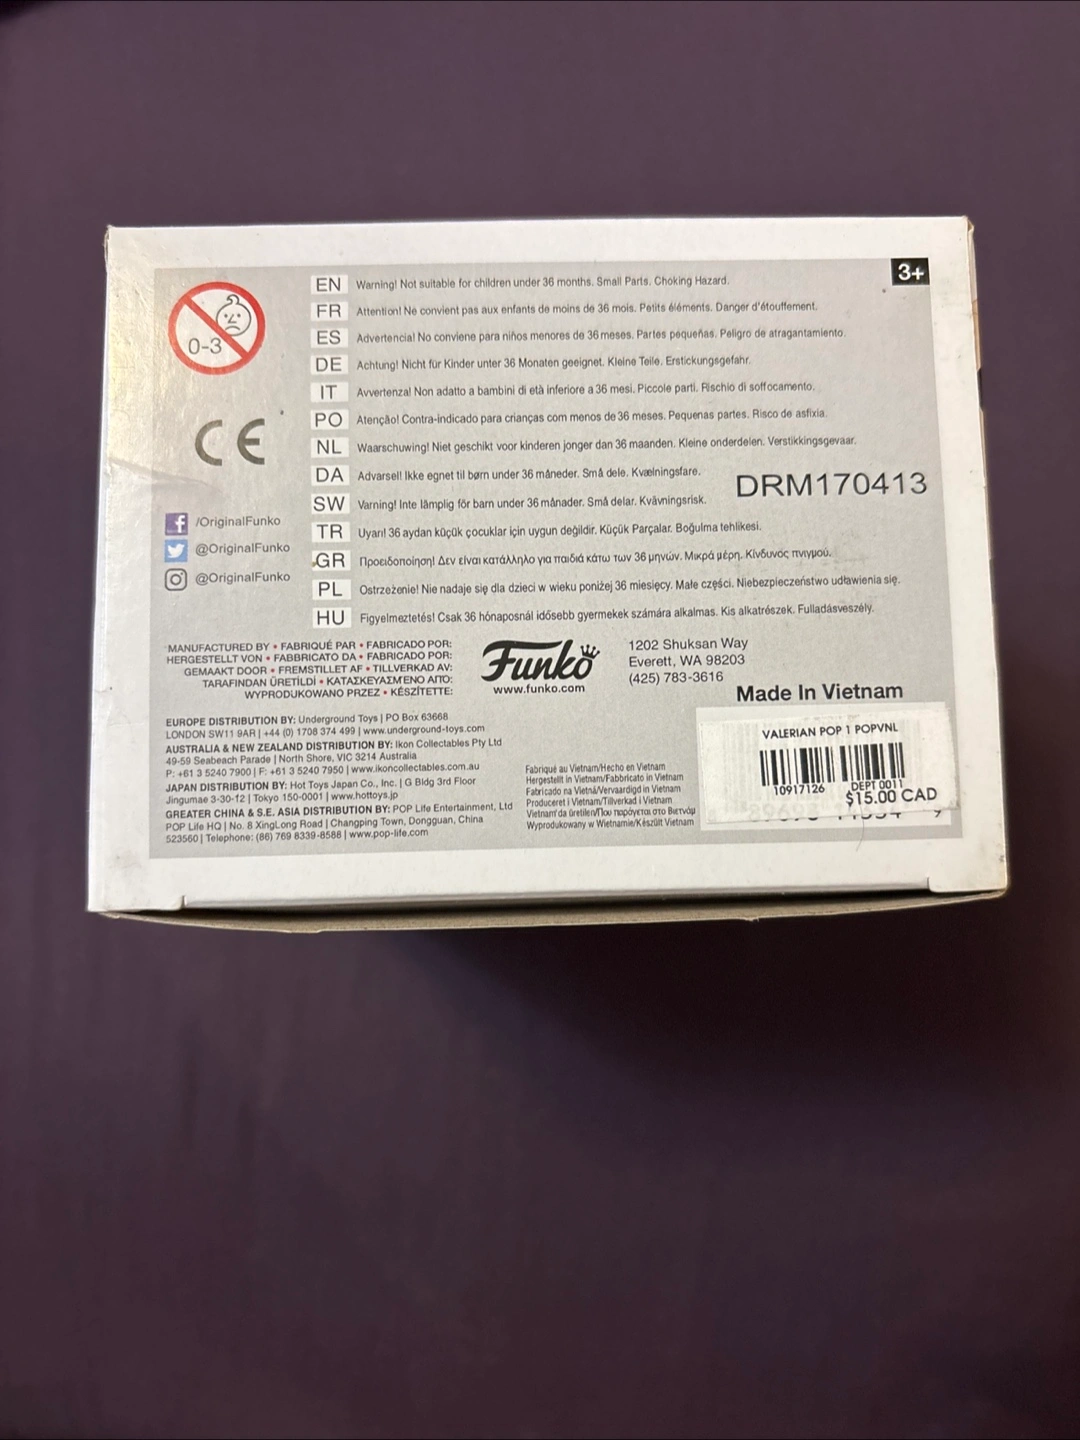 3+
0-3
EN Warning! Not suitable for children under 36 months. Small Parts. Choking Hazard.
FR Attention! Ne convient pas aux enfants de moins de 36 mois. Petits éléments. Danger d'étouffement.
ES Advertencia! No conviene para niños menores de 36 meses. Partes pequeñas. Peligro de atragantamiento.
DE Achtung! Nicht für Kinder unter 36 Monaten geeignet. Kleine Teile. Erstickungsgefahr.
IT Avvertenza! Non adatto a bambini di età inferiore a 36 mesi. Piccole parti. Rischio di soffocamento.
PO Atenção! Contra-indicado para crianças com menos de 36 meses. Pequenas partes. Risco de asfixia.
NL Waarschuwing! Niet geschikt voor kinderen jonger dan 36 maanden. Kleine onderdelen. Verstikkingsgevaar.
DA Advarsel! Ikke egnet til børn under 36 måneder. Små dele. Kvælningsfare.
SW Varning! Inte lämplig för barn under 36 månader. Små delar. Kvävningsrisk.
TR Uyarı! 36 aydan küçük çocuklar için uygun değildir. Küçük Parçalar. Boğulma tehlikesi.
GR Προειδοποίηση! Δεν είναι κατάλληλο για παιδιά κάτω των 36 μηνών. Μικρά μέρη. Κίνδυνος πνιγμού.
PL Ostrzeżenie! Nie nadaje się dla dzieci w wieku poniżej 36 miesięcy. Małe części. Niebezpieczeństwo udławienia się.
HU Figyelmeztetés! Csak 36 hónaposnál idősebb gyermekek számára alkalmas. Kis alkatrészek. Fulladásveszély.
CE
DRM170413
/OriginalFunko
@OriginalFunko
@OriginalFunko
MANUFACTURED BY • FABRIQUÉ PAR • FABRICADO POR:
HERGESTELLT VON • FABBRICATO DA • FABRICADO POR:
GEMAAKT DOOR • FREMSTILLET AF • TILLVERKAD AV:
TARAFINDAN ÜRETİLDİ • ΚΑΤΑΣΚΕΥΑΣΜΕΝΟ ΑΠΟ:
WYPRODUKOWANO PRZEZ • KÉSZÍTETTE:
Funko
www.funko.com
1202 Shuksan Way
Everett, WA 98203
(425) 783-3616
Made In Vietnam
EUROPE DISTRIBUTION BY: Underground Toys | PO Box 63668
LONDON SW11 9AR | +44 (0) 1708 374 499 | www.underground-toys.com
AUSTRALIA & NEW ZEALAND DISTRIBUTION BY: Ikon Collectables Pty Ltd
49-59 Seabeach Parade | North Shore, VIC 3214 Australia
P: +61 3 5240 7900 | F: +61 3 5240 7950 | www.ikoncollectables.com.au
JAPAN DISTRIBUTION BY: Hot Toys Japan Co., Inc. | G Bldg 3rd Floor
Jingumae 3-30-12 | Tokyo 150-0001 | www.hottoys.jp
GREATER CHINA & S.E. ASIA DISTRIBUTION BY: POP Life Entertainment, Ltd
POP Life HQ | No. 8 XingLong Road | Changping Town, Dongguan, China
523560 | Telephone: (86) 769 8339-8586 | www.pop-life.com
Fabriqué au Vietnam/Hecho en Vietnam
Hergestellt in Vietnam/Fabbricato in Vietnam
Fabricado na Vietnã/Vervaardigd in Vietnam
Produceret i Vietnam/Tillverkad i Vietnam
Vietnam'da üretilen/Που παράγεται στο Βιετνάμ
Wyprodukowany w Wietnamie/Készült Vietnam
VALERIAN POP 1 POPVNL
10917126 DEPT 0011
$15.00 CAD